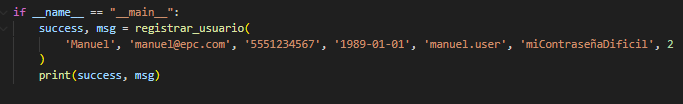 if __name__ == "__main__":
    success, msg = registrar_usuario(
        'Manuel', 'manuel@epc.com', '5551234567', '1989-01-01', 'manuel.user', 'miContraseñaDificil', 2
    )
    print(success, msg)